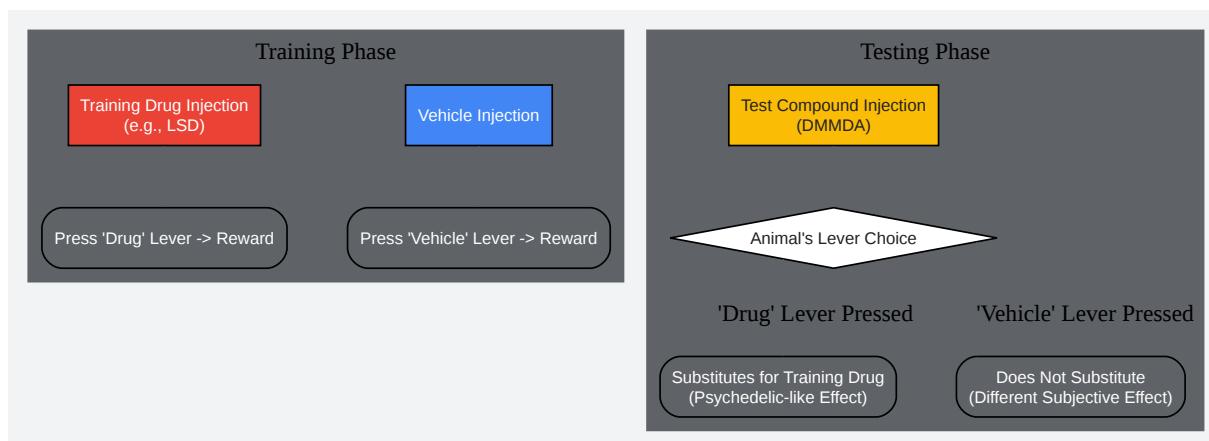 Training Phase
Training Drug Injection
(e.g., LSD)
Vehicle Injection
Press 'Drug' Lever -> Reward
Press 'Vehicle' Lever -> Reward
Testing Phase
Test Compound Injection
(DMMDA)
Animal's Lever Choice
'Drug' Lever Pressed
'Vehicle' Lever Pressed
Substitutes for Training Drug
(Psychedelic-like Effect)
Does Not Substitute
(Different Subjective Effect)